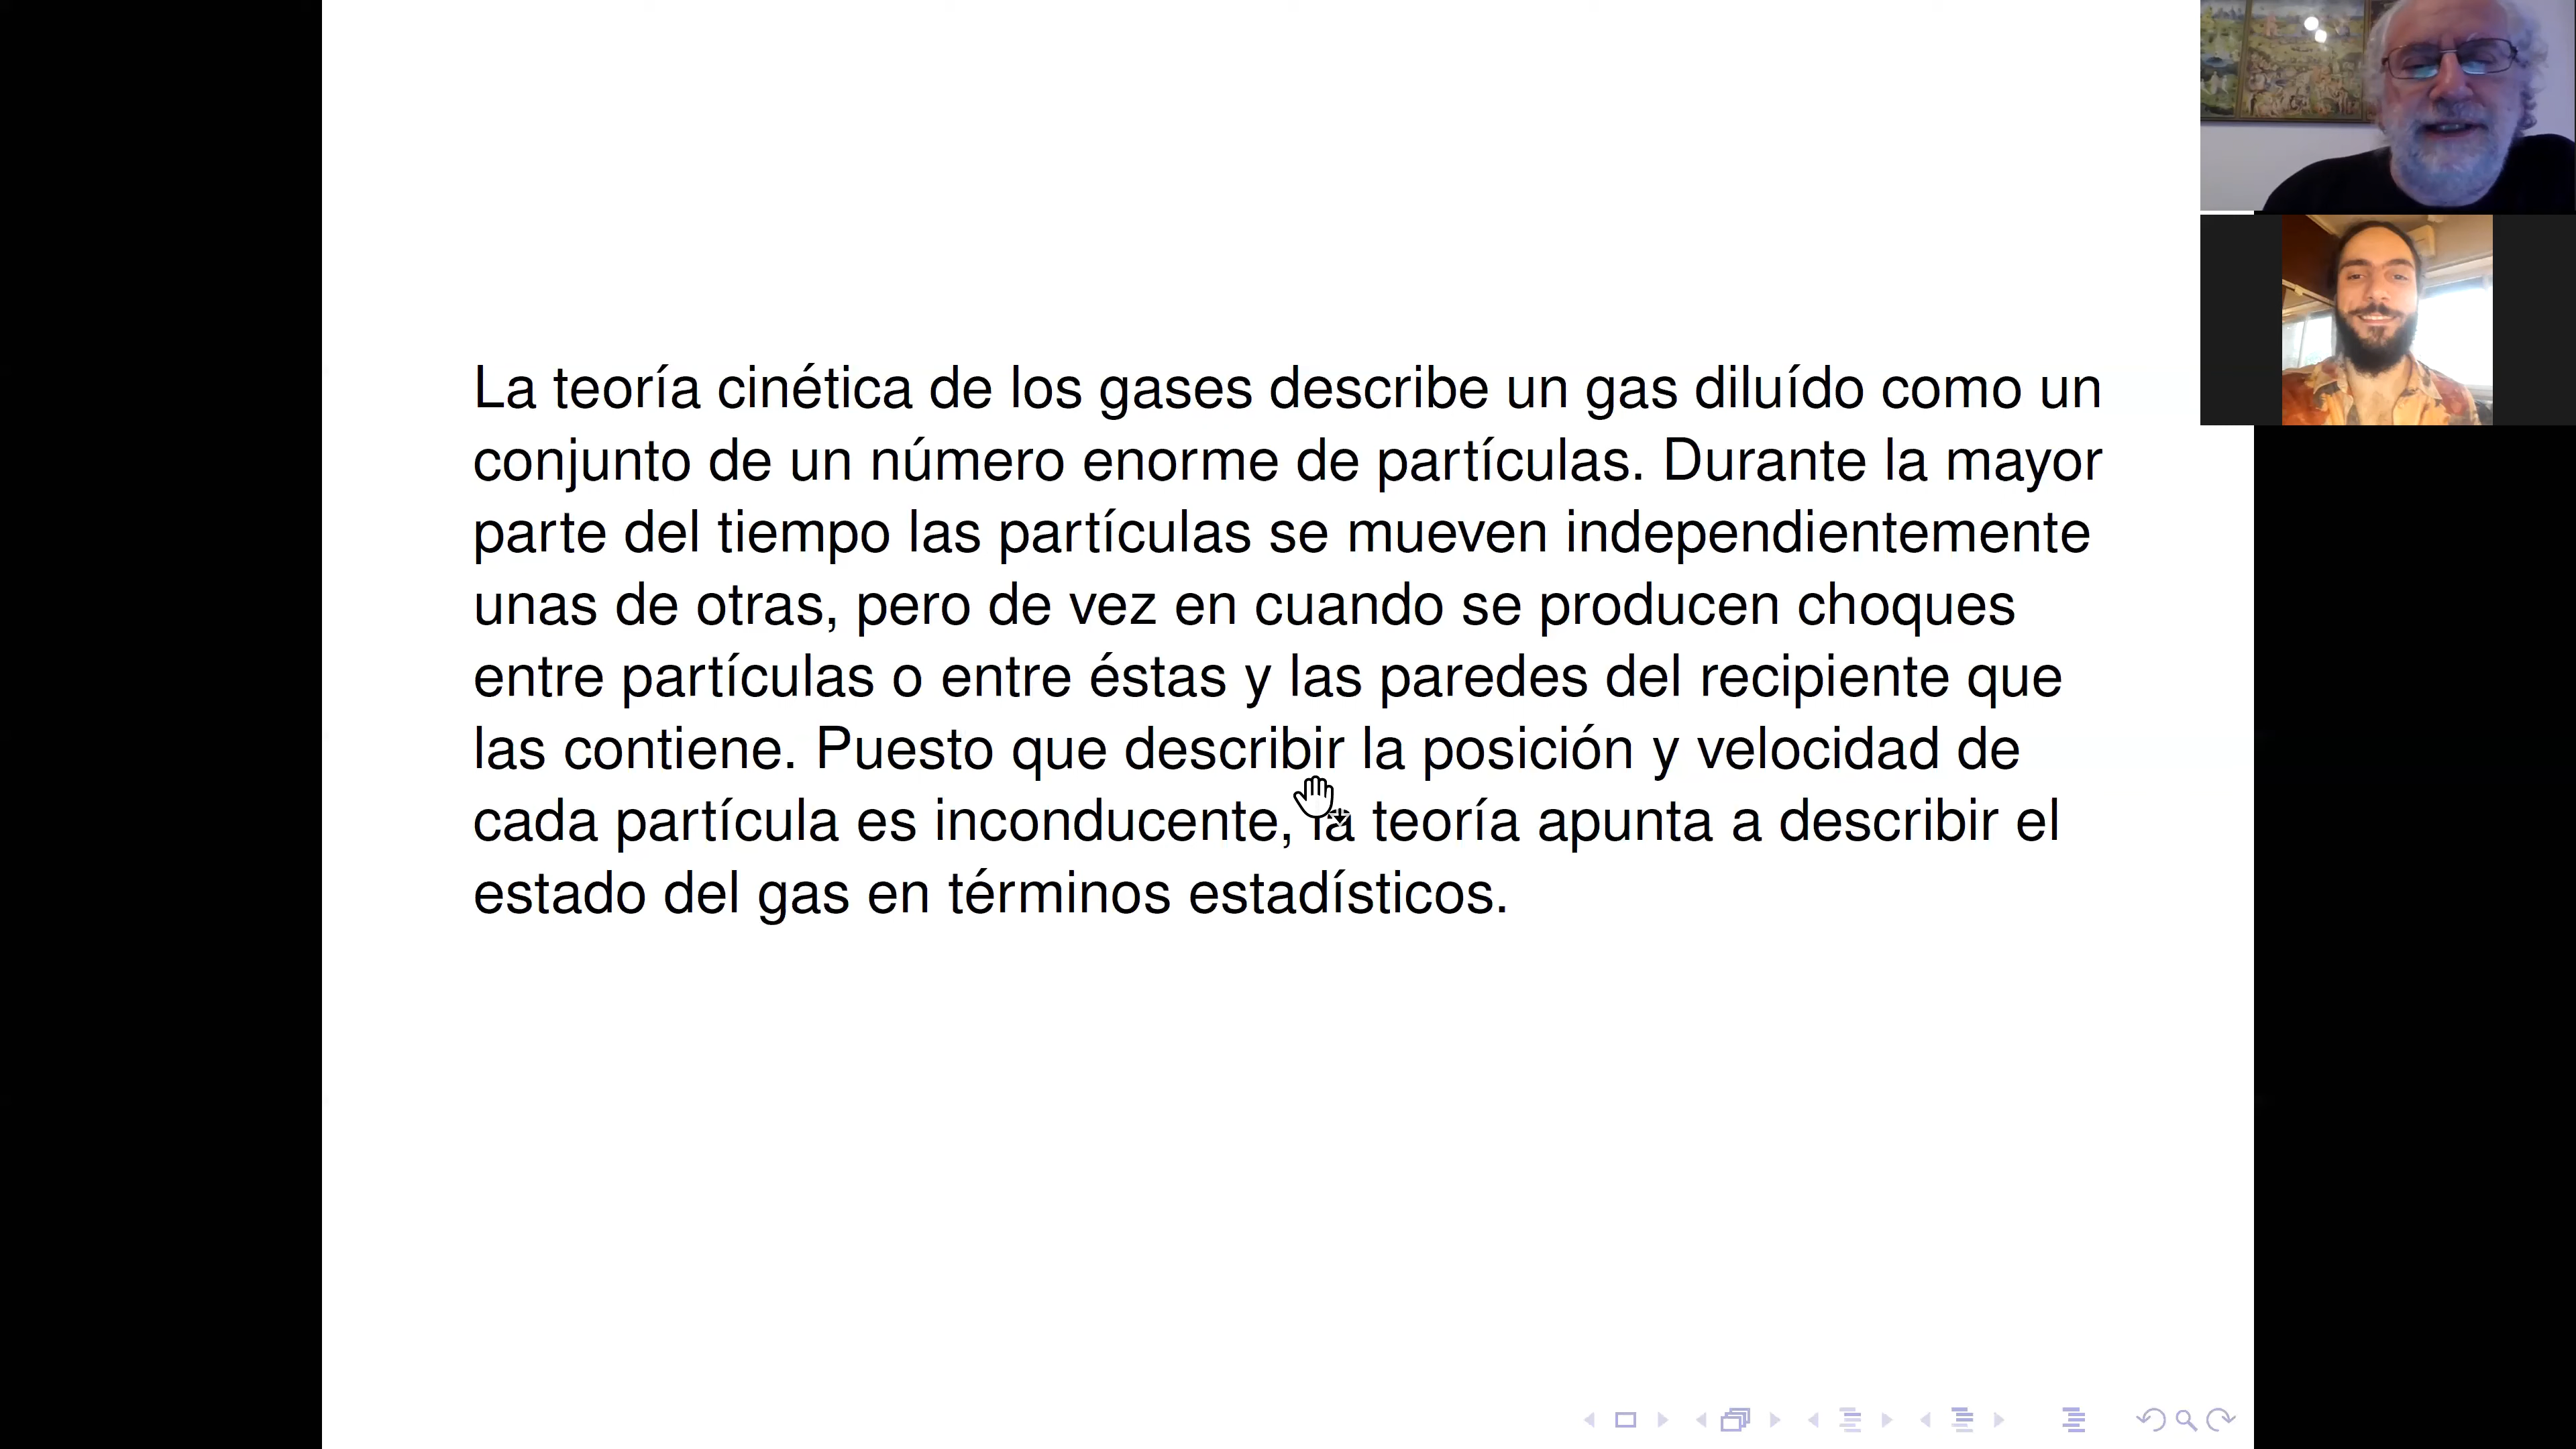 La teoría cinética de los gases describe un gas diluído como un
conjunto de un número enorme de partículas. Durante la mayor
parte del tiempo las partículas se mueven independientemente
unas de otras, pero de vez en cuando se producen choques
entre partículas o entre éstas y las paredes del recipiente que
las contiene. Puesto que describir la posición y velocidad de
cada partícula es inconducente, la teoría apunta a describir el
estado del gas en términos estadísticos.